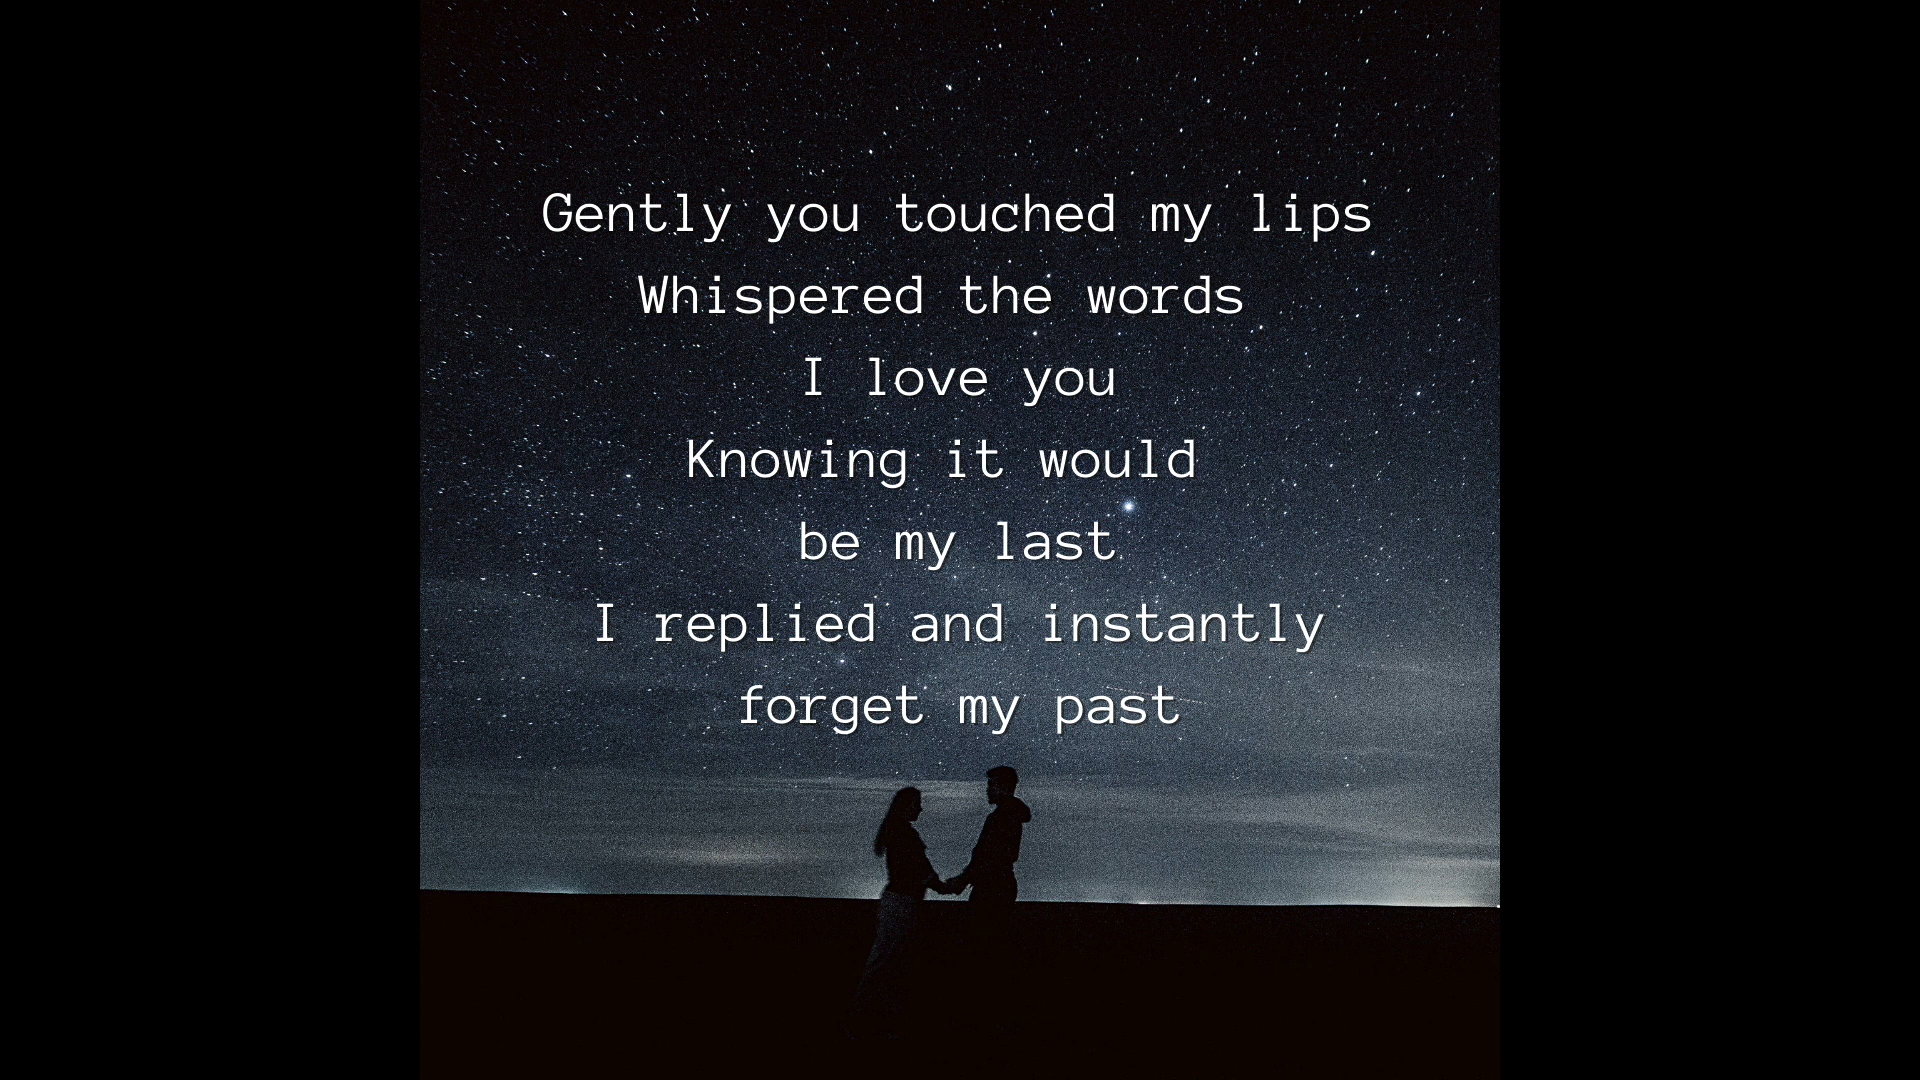 Gently you touched my lips
Whispered the words
I love you
Knowing it would
be my last
I replied and instantly
forget my past